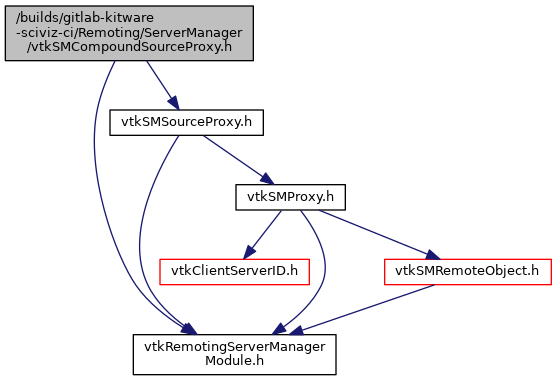 /builds/gitlab-kitware
-sciviz-ci/Remoting/ServerManager
/vtkSMCompoundSourceProxy.h
vtkSMSourceProxy.h
vtkSMProxy.h
vtkClientServerID.h
vtkSMRemoteObject.h
vtkRemotingServerManager
Module.h